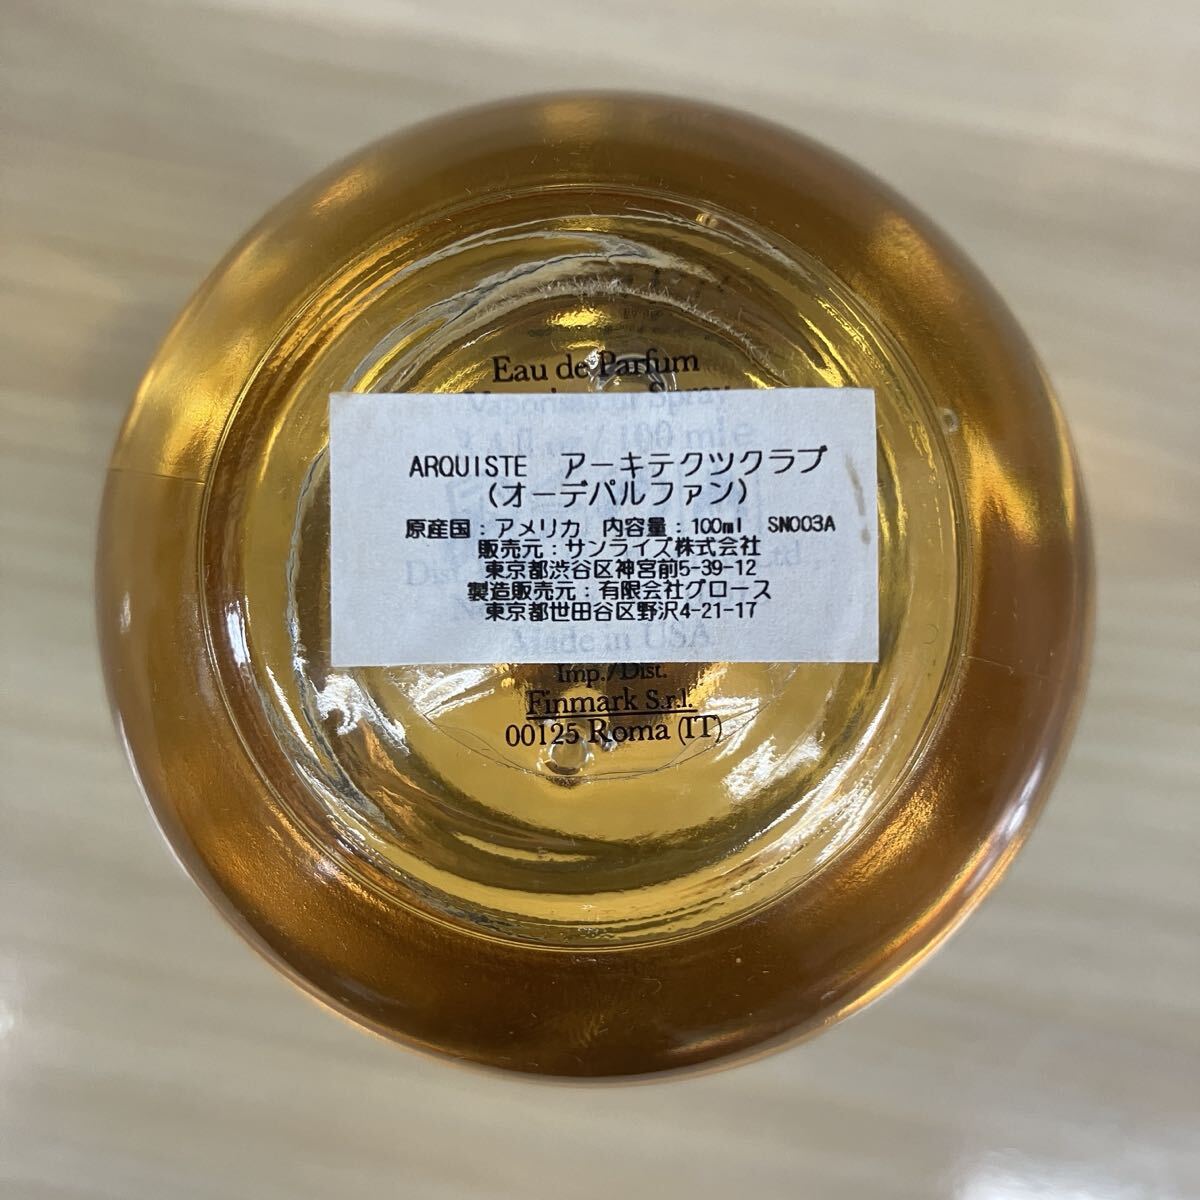 Eau de Parfum
Spray
ARQUISTE アーキテクツクラブ
(オーデパルファン)
原産国:アメリカ 内容量:100ml SN003A
販売元:サンライズ株式会社
東京都渋谷区神宮前5-39-12
製造販売元:有限会社グロース
東京都世田谷区野沢4-21-17
Made in USA
Imp./Dist.
Finmark S.r.l.
00125 Roma (IT)